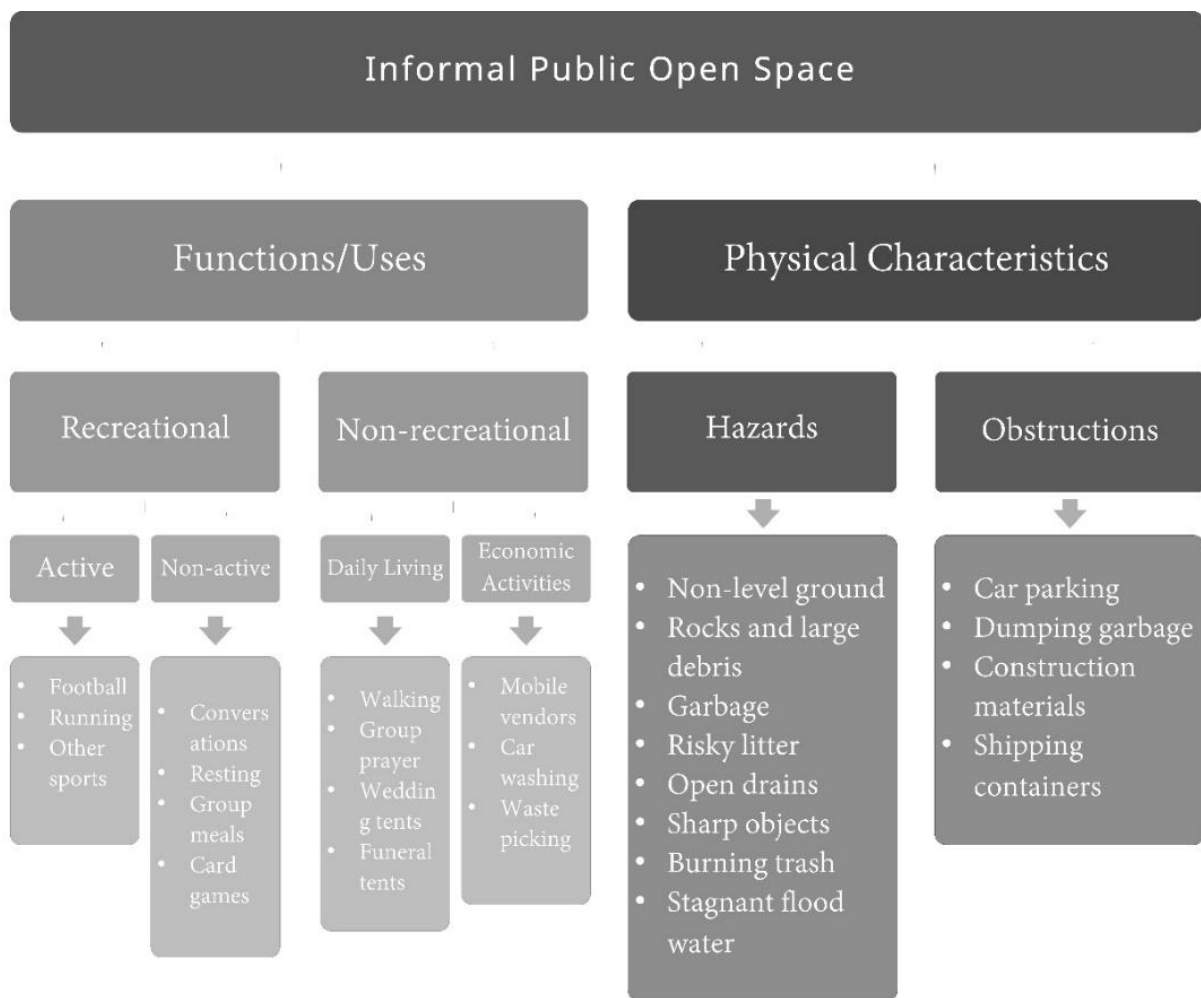 Informal Public Open Space
Functions/Uses
Physical Characteristics
Recreational
Non-recreational
Hazards
Obstructions
Active
Non-active
Daily Living
Economic
Activities
• Football
• Running
• Other
sports
• Convers
ations
• Resting
• Group
meals
• Card
games
• Walking
• Group
prayer
• Weddin
g tents
• Funeral
tents
• Mobile
vendors
• Car
washing
• Waste
picking
• Non-level ground
• Rocks and large
debris
• Garbage
• Risky litter
• Open drains
• Sharp objects
• Burning trash
• Stagnant flood
water
• Car parking
• Dumping garbage
• Construction
materials
• Shipping
containers